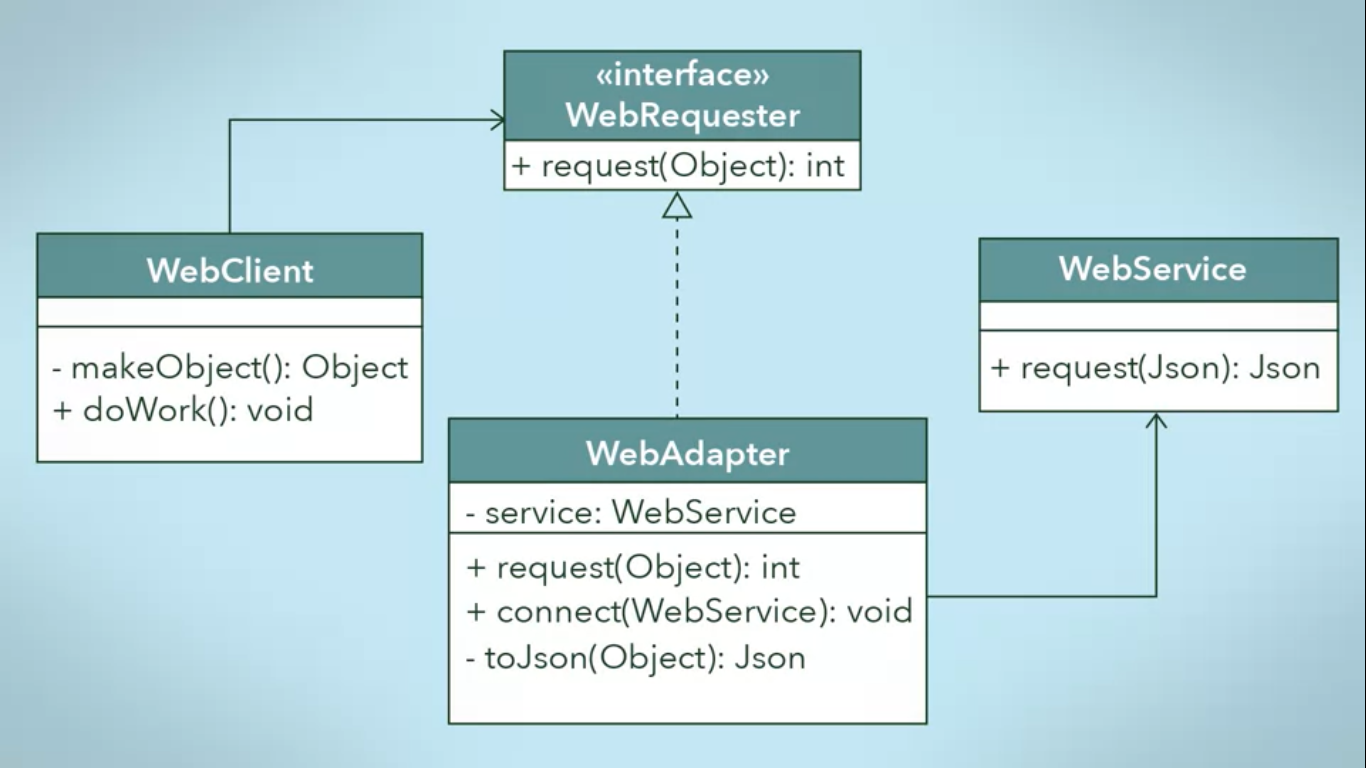 «interface»
WebRequester
+ request(Object): int
WebClient
- makeObject(): Object
+ doWork(): void
WebService
+ request(Json): Json
WebAdapter
- service: WebService
+ request(Object): int
+ connect(WebService): void
- toJson(Object): Json